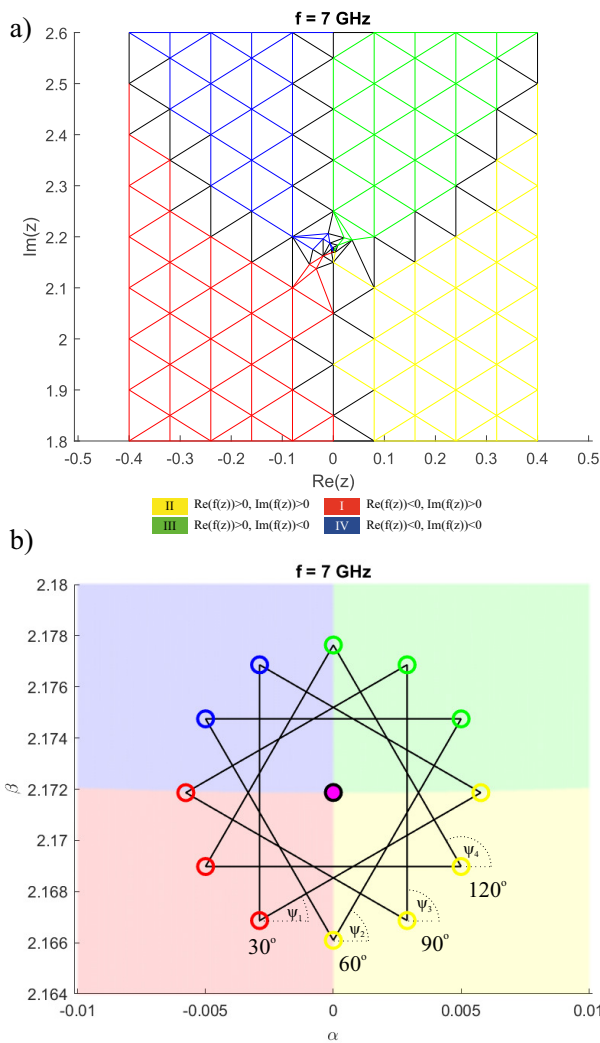 a)
f = 7 GHz
Im(z)
2.6
2.5
2.4
2.3
2.2
2.1
2
1.9
1.8
-0.5 -0.4 -0.3 -0.2 -0.1 0 0.1 0.2 0.3 0.4 0.5
Re(z)
II Re(f(z))>0, Im(f(z))>0 I Re(f(z))<0, Im(f(z))>0
III Re(f(z))>0, Im(f(z))<0 IV Re(f(z))<0, Im(f(z))<0
b)
f = 7 GHz
β
2.18
2.178
2.176
2.174
2.172
2.17
2.168
2.166
2.164
ψ₄
120°
ψ₁ ψ₂ ψ₃
30° 60° 90°
-0.01 -0.005 0 0.005 0.01
α